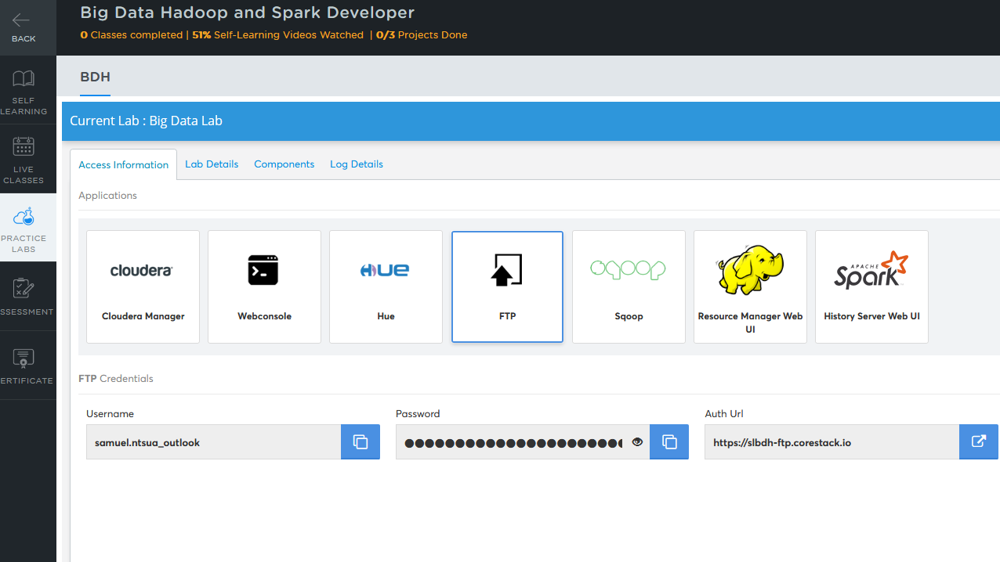 Big Data Hadoop and Spark Developer
0 Classes completed | 51% Self-Learning Videos Watched | 0/3 Projects Done
BACK
SELF
LEARNING
LIVE
CLASSES
PRACTICE
LABS
SSESSMENT
ERTIFICATE
BDH
Current Lab : Big Data Lab
Access Information
Lab Details
Components
Log Details
Applications
cloudera
Cloudera Manager
Webconsole
HUE
Hue
FTP
sqoop
Sqoop
Resource Manager Web
UI
APACHE
Spark
History Server Web UI
FTP Credentials
Username
samuel.ntsua_outlook
Password
Auth Url
https://slbdh-ftp.corestack.io